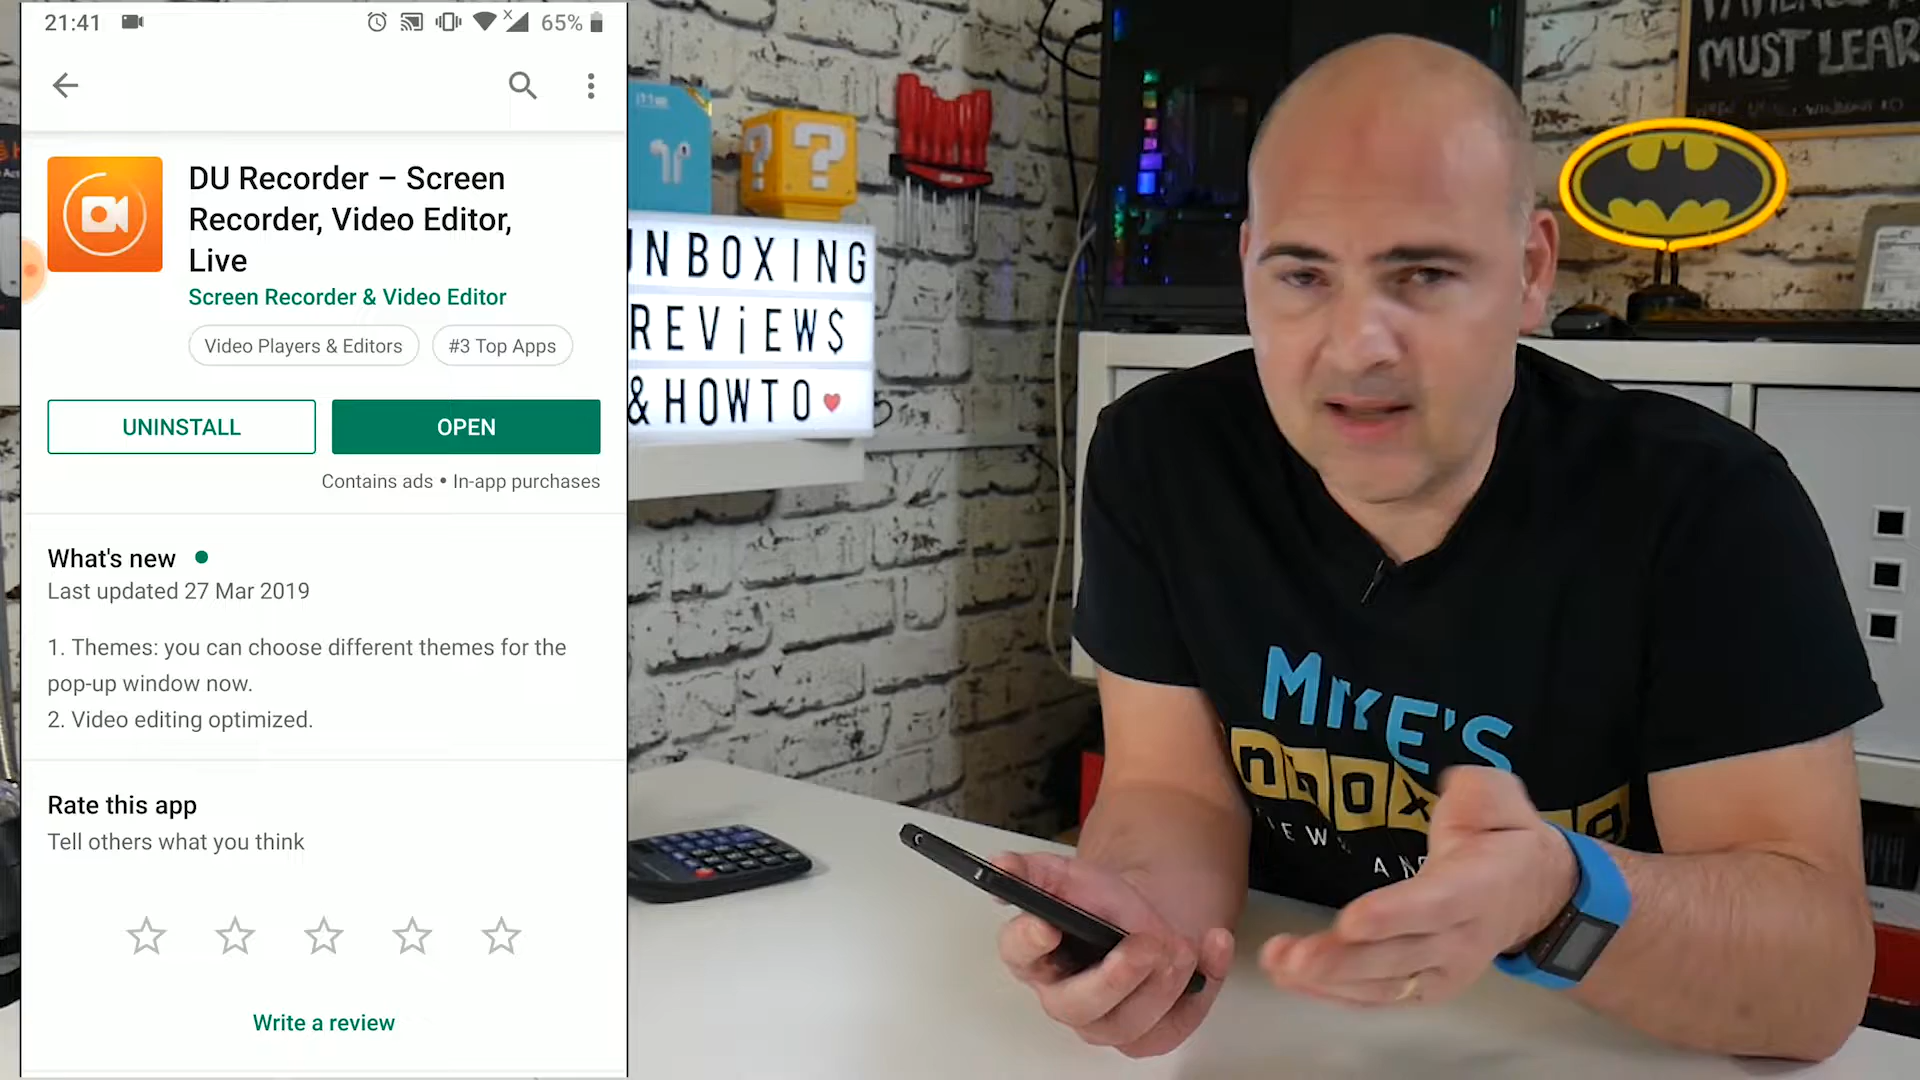 21:41
65%
DU Recorder – Screen
Recorder, Video Editor,
Live
Screen Recorder & Video Editor
Video Players & Editors
#3 Top Apps
UNINSTALL
OPEN
Contains ads • In-app purchases
What's new
Last updated 27 Mar 2019
1. Themes: you can choose different themes for the
pop-up window now.
2. Video editing optimized.
Rate this app
Tell others what you think
Write a review
UNBOXING
REViEW$
&HOWTO
MUST LEAR
MIKE'S